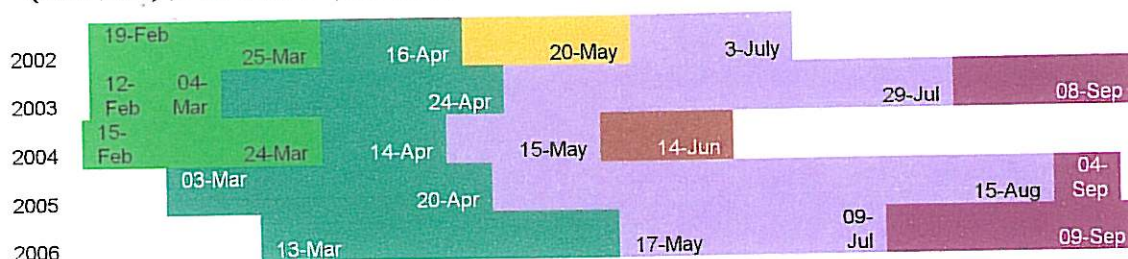 19-Feb
2002 25-Mar 16-Apr 20-May 3-July
12- 04-
Feb Mar
2003 24-Apr 29-Jul 08-Sep
15-
Feb
2004 24-Mar 14-Apr 15-May 14-Jun
03-Mar 04-
Sep
2005 20-Apr 15-Aug
09-
Jul
2006 13-Mar 17-May 09-Sep